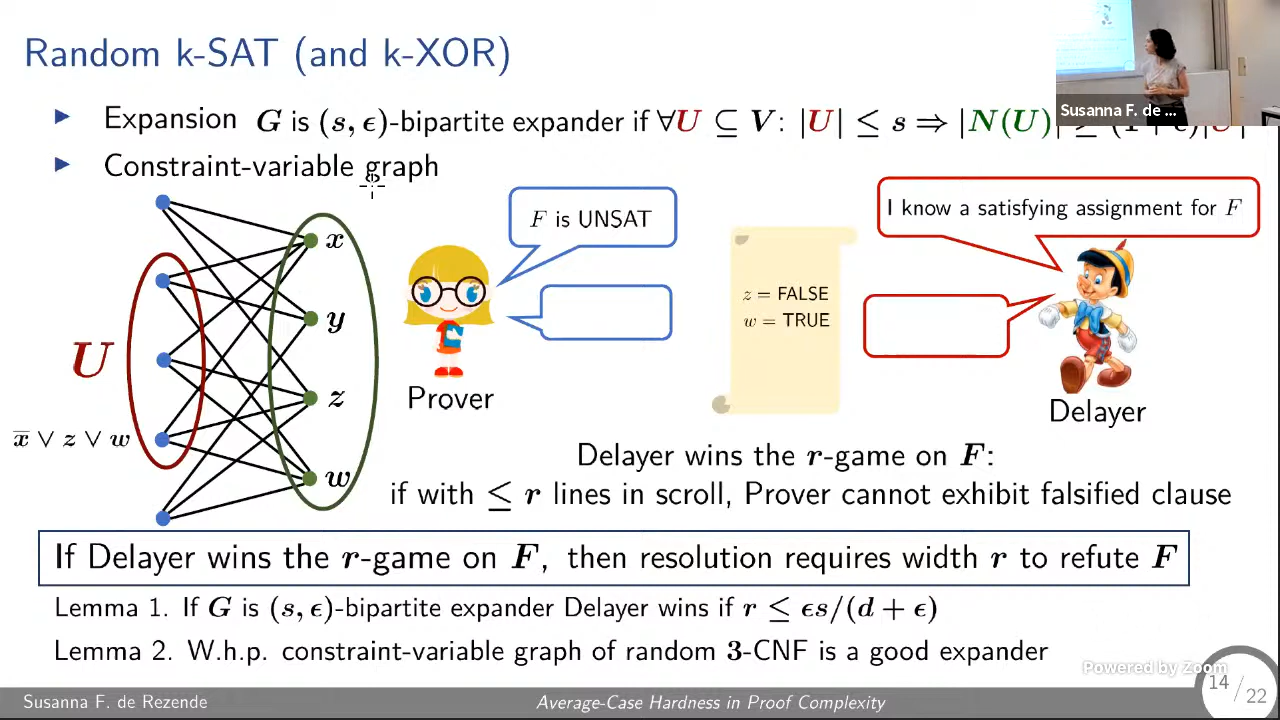 Random k-SAT (and k-XOR)
Susanna F. de ...
Expansion G is (s, ϵ)-bipartite expander if ∀U ⊆ V: |U| ≤ s ⇒ |N(U)|
Constraint-variable graph
F is UNSAT
I know a satisfying assignment for F
x
y
z
w
U
x̅ ∨ z ∨ w
z = FALSE
w = TRUE
Prover
Delayer
Delayer wins the r-game on F:
if with ≤ r lines in scroll, Prover cannot exhibit falsified clause
If Delayer wins the r-game on F, then resolution requires width r to refute F
Lemma 1. If G is (s, ϵ)-bipartite expander Delayer wins if r ≤ ϵs/(d + ϵ)
Lemma 2. W.h.p. constraint-variable graph of random 3-CNF is a good expander
Powered by Zoom
Susanna F. de Rezende
Average-Case Hardness in Proof Complexity
14/22